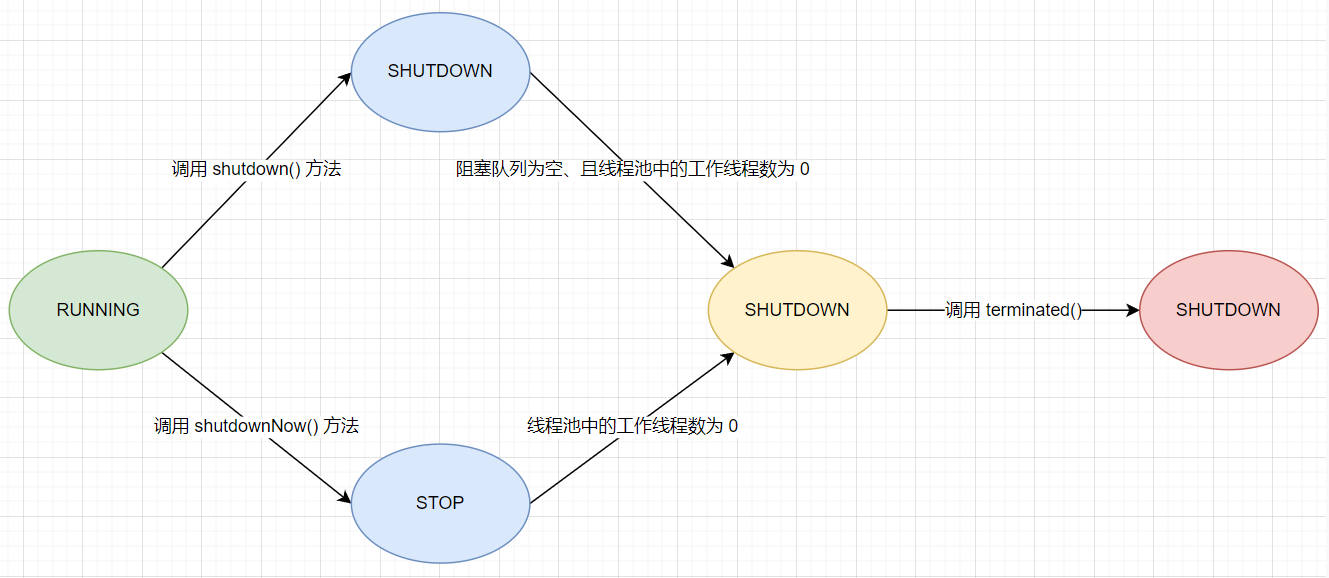 SHUTDOWN
调用 shutdown() 方法
阻塞队列为空、且线程池中的工作线程数为 0
RUNNING
SHUTDOWN
调用 terminated()
SHUTDOWN
调用 shutdownNow() 方法
线程池中的工作线程数为 0
STOP